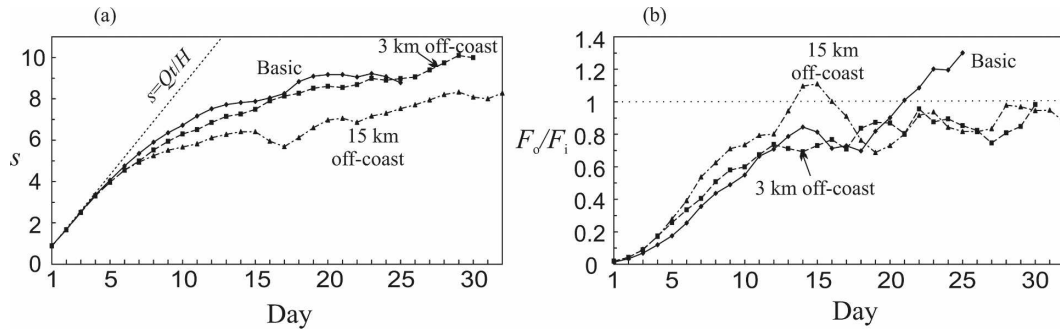 (a)
10
8
6
4
2
0
s
s=Qt/H
Basic
3 km off-coast
15 km
off-coast
1 5 10 15 20 25 30
Day
(b)
1.4
1.2
1
0.8
0.6
0.4
0.2
0
Fo/Fi
15 km
off-coast
Basic
3 km off-coast
1 5 10 15 20 25 30
Day